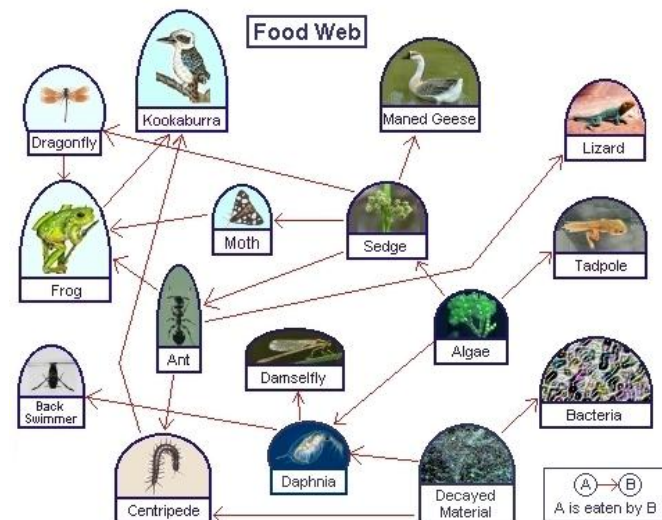 Food Web
Kookaburra
Maned Geese
Dragonfly
Lizard
Moth
Sedge
Tadpole
Frog
Ant
Algae
Damselfly
Back
Swimmer
Bacteria
Daphnia
Centripede
Decayed
Material
A B
A is eaten by B